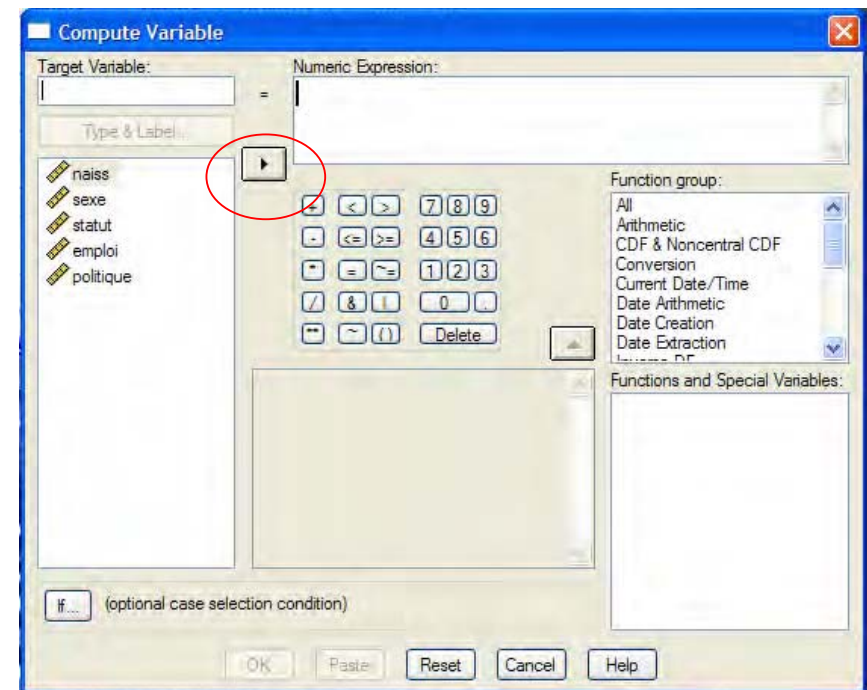 Compute Variable
Target Variable:
Numeric Expression:
=
Type & Label...
naiss
sexe
statut
emploi
politique
+ < > 7 8 9
- <= >= 4 5 6
* = ~= 1 2 3
/ & | 0 .
** ~ () Delete
Function group:
All
Arithmetic
CDF & Noncentral CDF
Conversion
Current Date/Time
Date Arithmetic
Date Creation
Date Extraction
Inverse DF
Functions and Special Variables:
If... (optional case selection condition)
OK Paste Reset Cancel Help